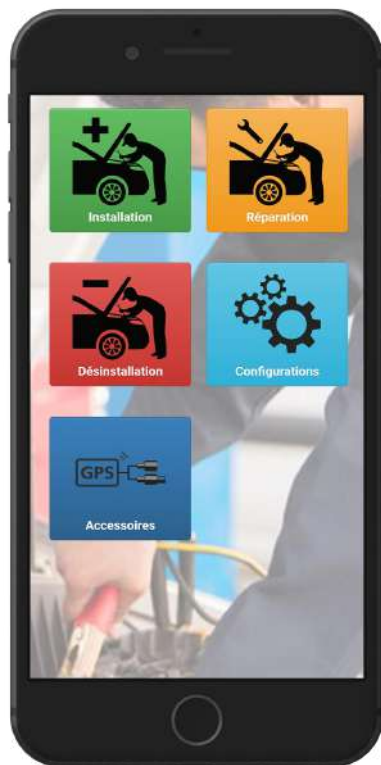 Installation
Réparation
Désinstallation
Configurations
GPS
Accessoires